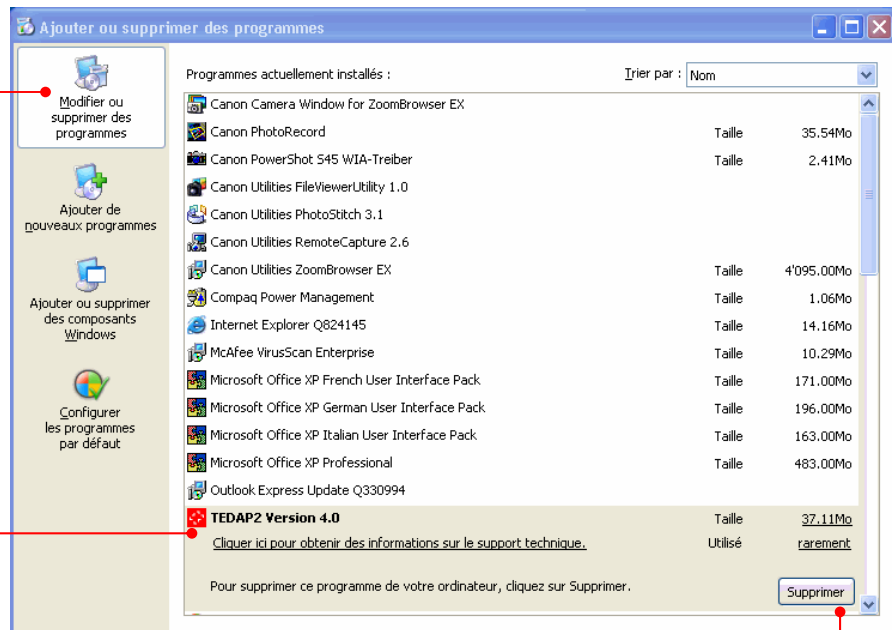 Ajouter ou supprimer des programmes
Modifier ou
supprimer des
programmes
Ajouter de
nouveaux programmes
Ajouter ou supprimer
des composants
Windows
Configurer
les programmes
par défaut
Programmes actuellement installés : Trier par : Nom
Canon Camera Window for ZoomBrowser EX
Canon PhotoRecord Taille 35.54Mo
Canon PowerShot S45 WIA-Treiber Taille 2.41Mo
Canon Utilities FileViewerUtility 1.0
Canon Utilities PhotoStitch 3.1
Canon Utilities RemoteCapture 2.6
Canon Utilities ZoomBrowser EX Taille 4'095.00Mo
Compaq Power Management Taille 1.06Mo
Internet Explorer Q824145 Taille 14.16Mo
McAfee VirusScan Enterprise Taille 10.29Mo
Microsoft Office XP French User Interface Pack Taille 171.00Mo
Microsoft Office XP German User Interface Pack Taille 196.00Mo
Microsoft Office XP Italian User Interface Pack Taille 163.00Mo
Microsoft Office XP Professional Taille 483.00Mo
Outlook Express Update Q330994
TEDAP2 Version 4.0 Taille 37.11Mo
Cliquer ici pour obtenir des informations sur le support technique. Utilisé rarement
Pour supprimer ce programme de votre ordinateur, cliquez sur Supprimer. Supprimer